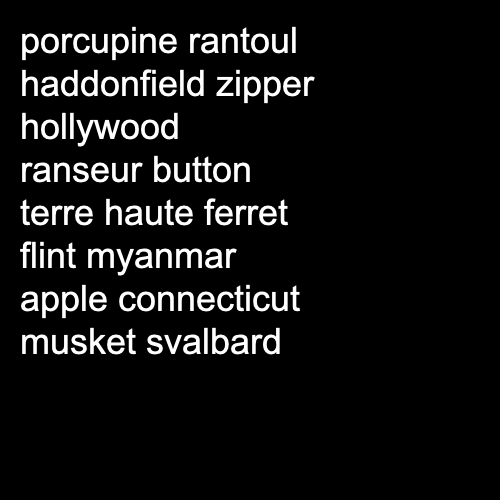 porcupine rantoul
haddonfield zipper
hollywood
ranseur button
terre haute ferret
flint myanmar
apple connecticut
musket svalbard